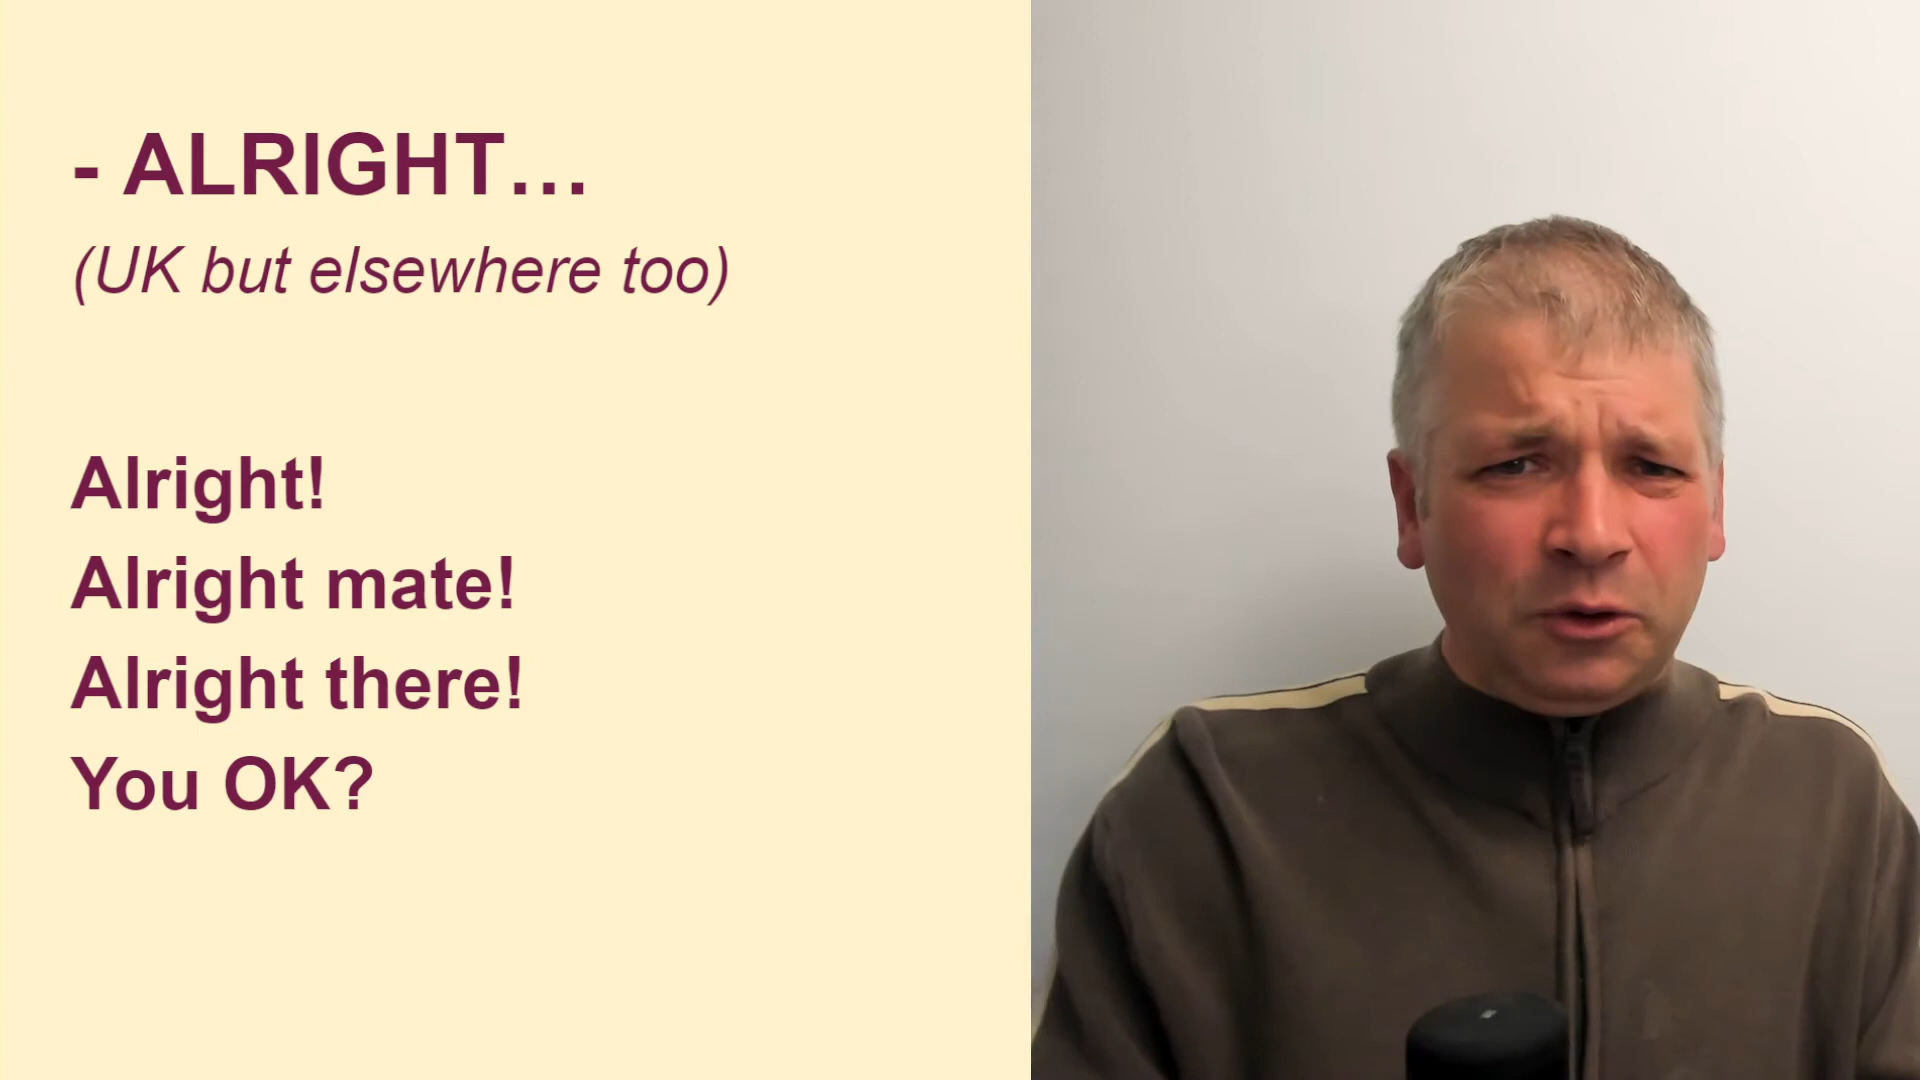 - ALRIGHT…
(UK but elsewhere too)
Alright!
Alright mate!
Alright there!
You OK?